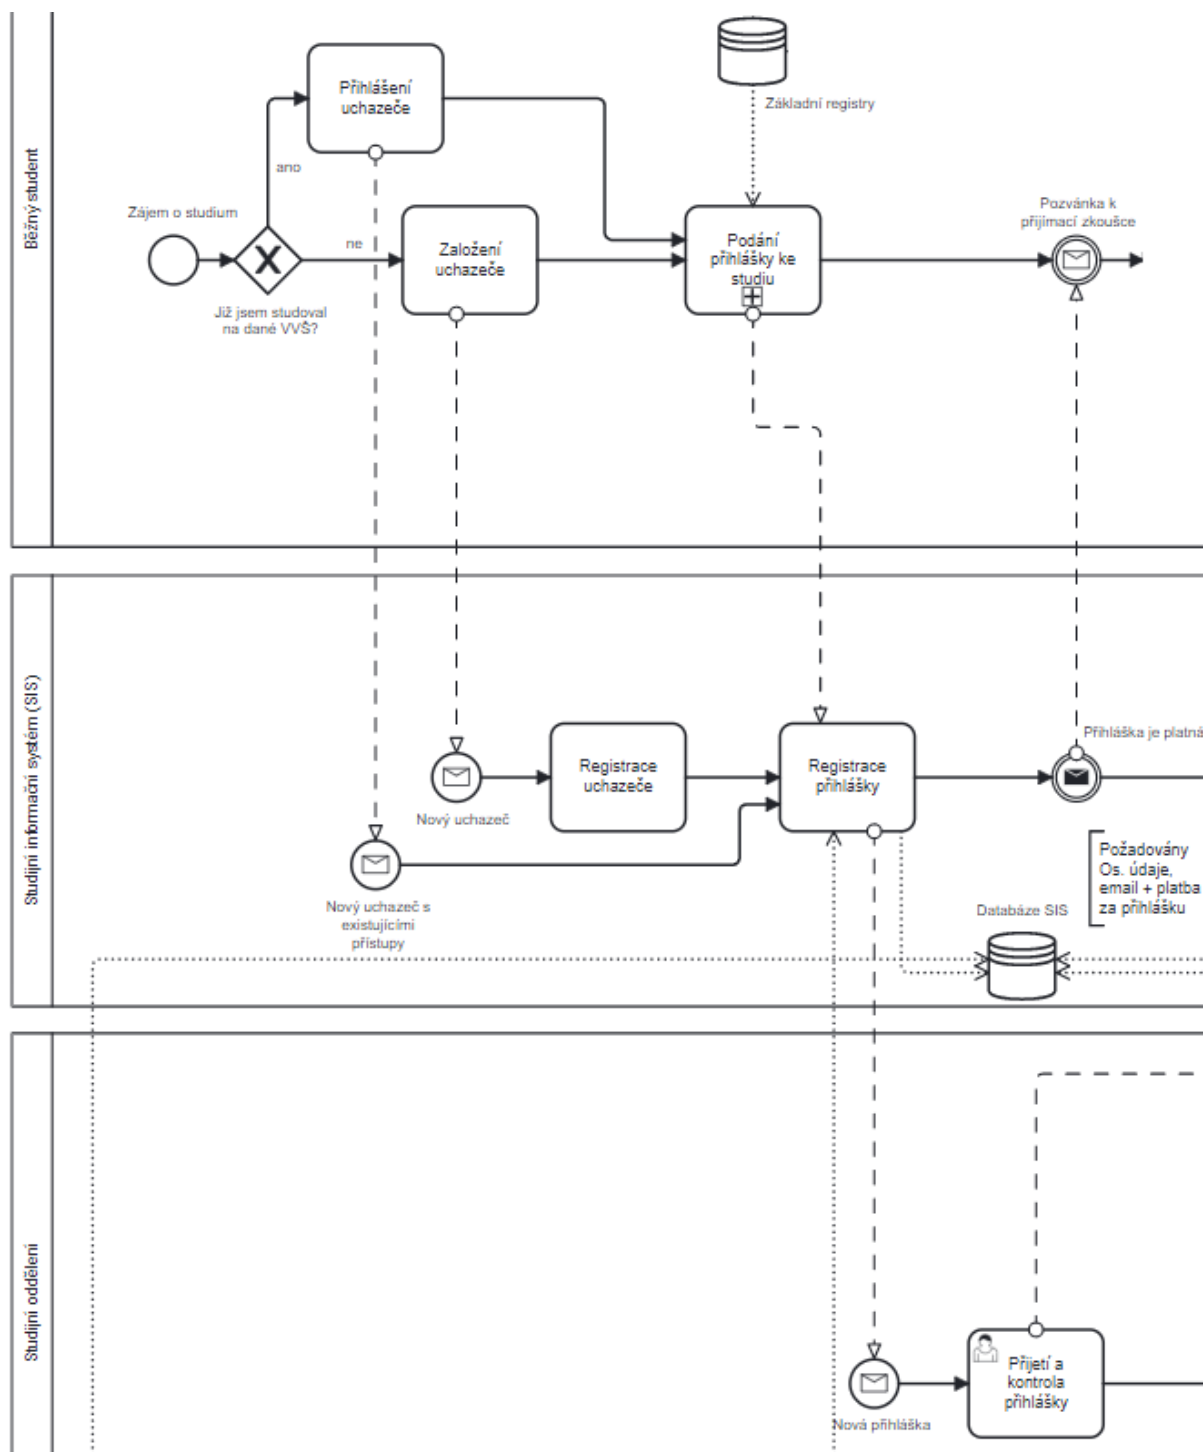 Běžný student
Přihlášení
uchazeče
Základní registry
ano
Zájem o studium
ne
Již jsem studoval
na dané VVŠ?
Založení
uchazeče
Podání
přihlášky ke
studiu
Pozvánka k
přijímací zkoušce
Studijní informační systém (SIS)
Nový uchazeč
Registrace
uchazeče
Registrace
přihlášky
Přihláška je platná
Nový uchazeč s
existujícími
přístupy
Požadovány
Os. údaje,
email + platba
za přihlášku
Databáze SIS
Studijní oddělení
Nová přihláška
Přijetí a
kontrola
přihlášky